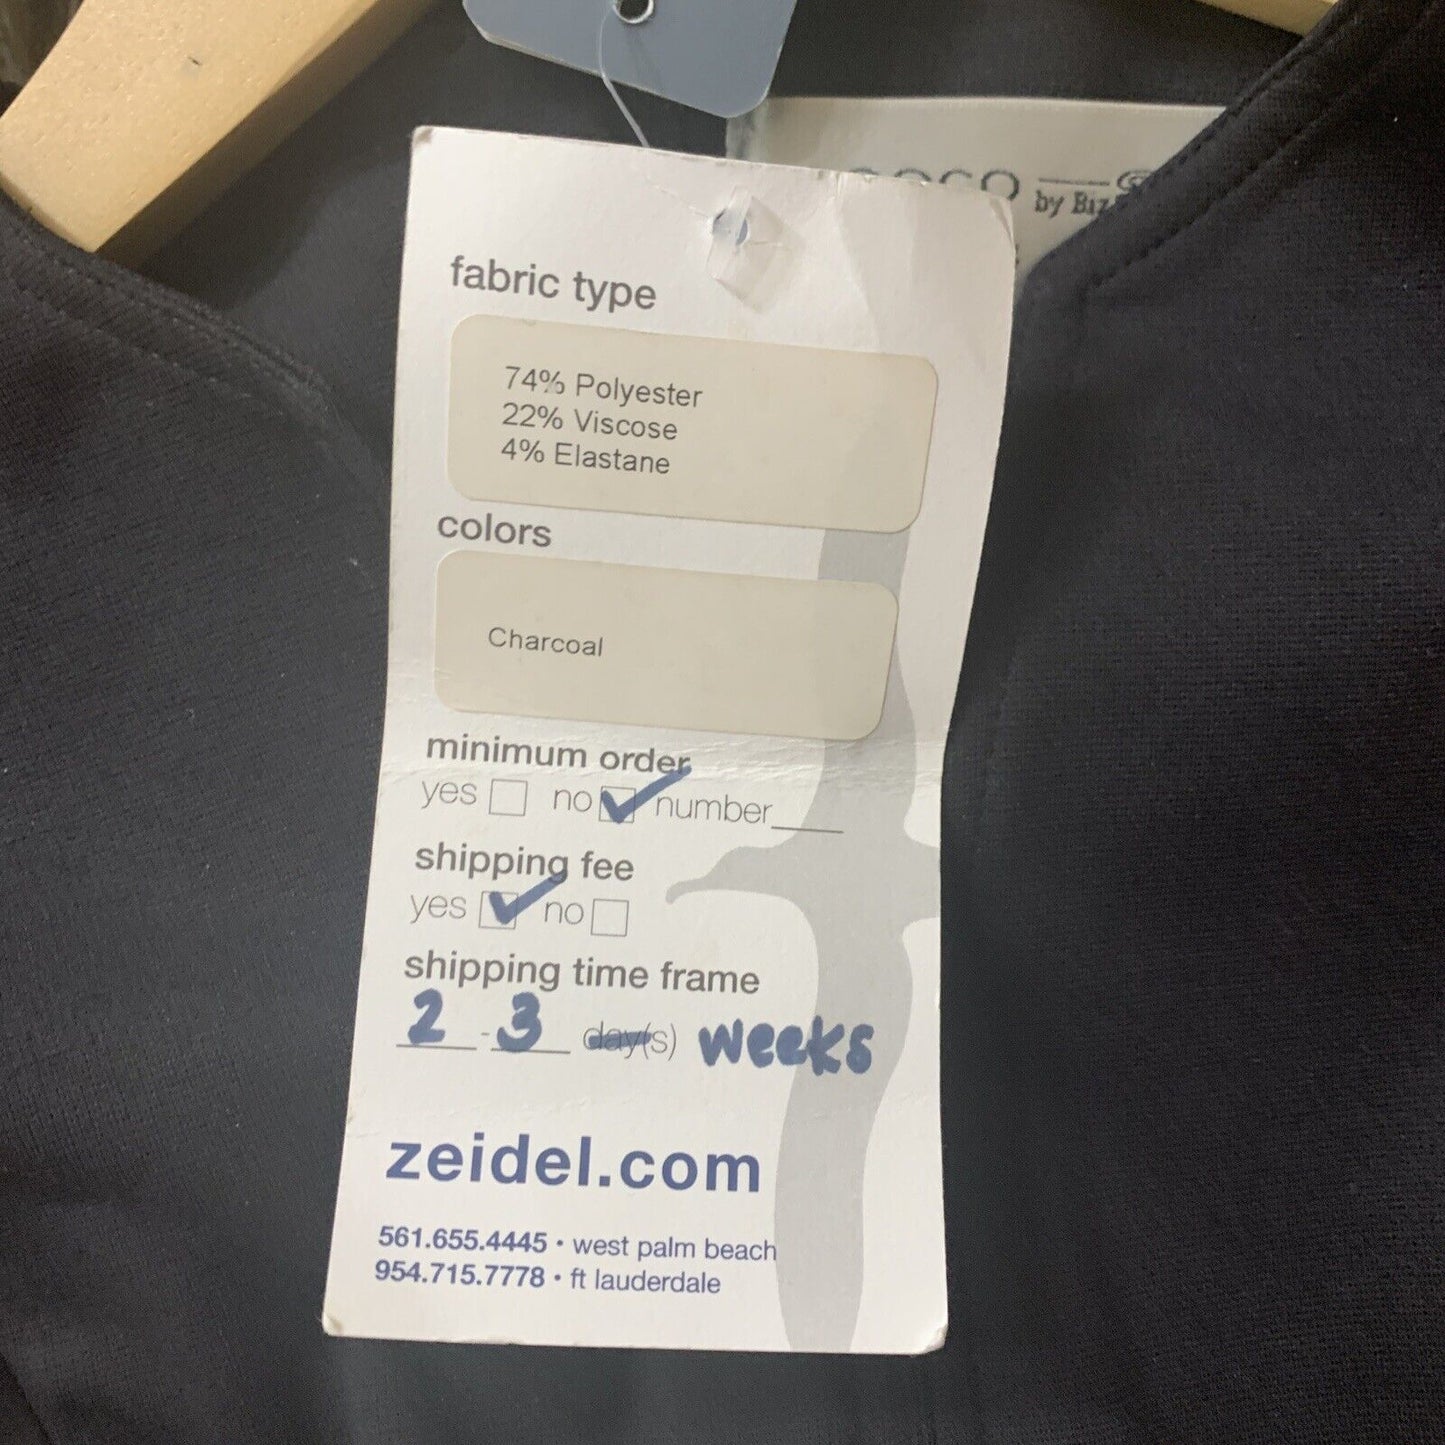 by Biz
fabric type
74% Polyester
22% Viscose
4% Elastane
colors
Charcoal
minimum order
yes no number____
shipping fee
yes no
shipping time frame
2 - 3 day(s) weeks
zeidel.com
561.655.4445 • west palm beach
954.715.7778 • ft lauderdale